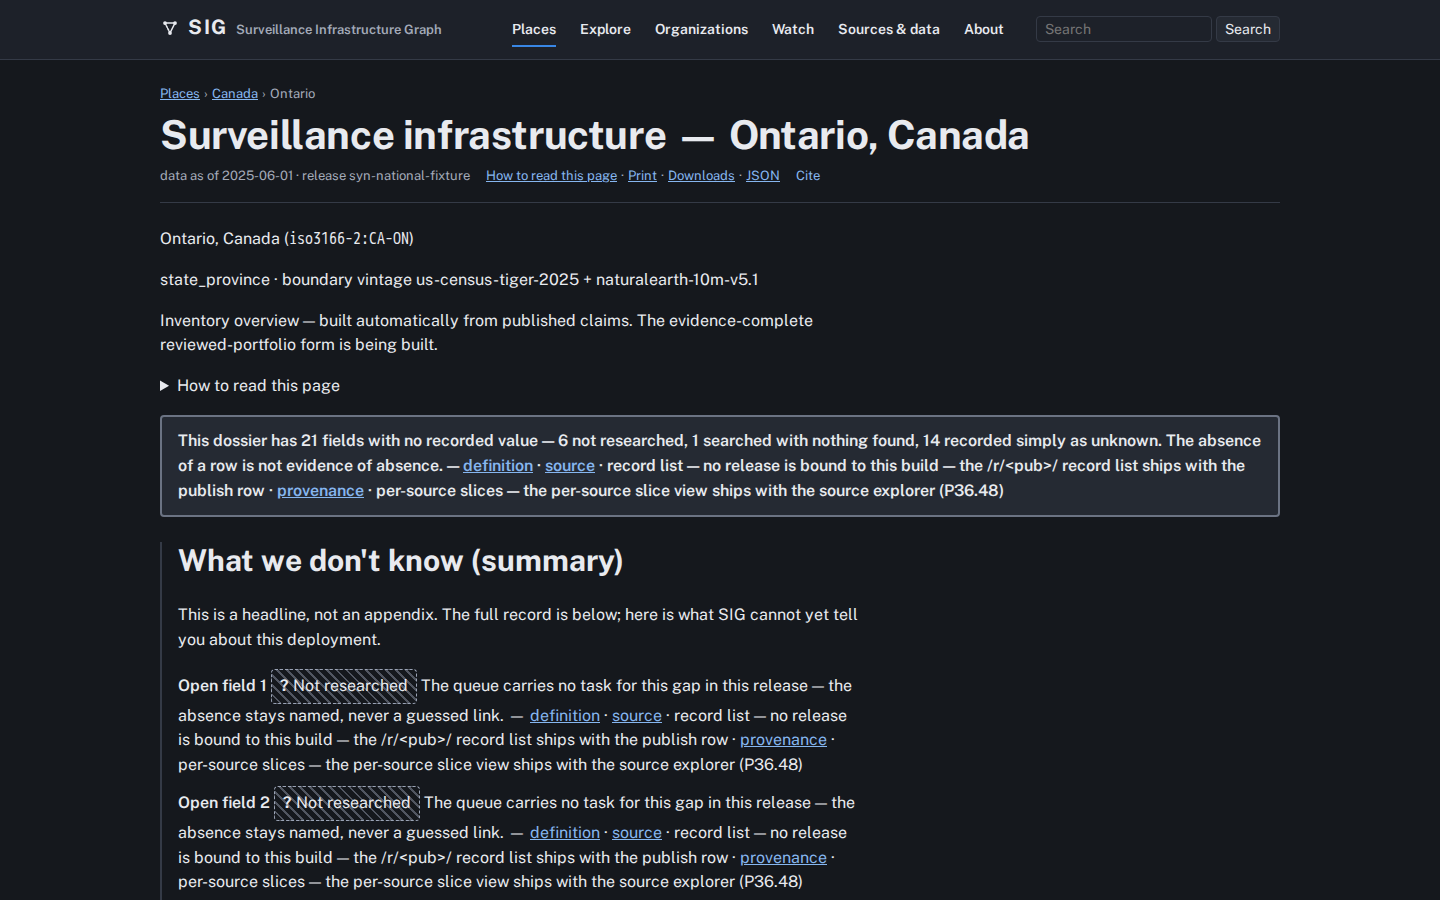 SIG Surveillance Infrastructure Graph Places Explore Organizations Watch Sources & data About Search Search
Places › Canada › Ontario
Surveillance infrastructure — Ontario, Canada
data as of 2025-06-01 · release syn-national-fixture How to read this page · Print · Downloads · JSON Cite
Ontario, Canada (iso3166-2:CA-ON)
state_province · boundary vintage us-census-tiger-2025 + naturalearth-10m-v5.1
Inventory overview — built automatically from published claims. The evidence-complete
reviewed-portfolio form is being built.
▶ How to read this page
This dossier has 21 fields with no recorded value — 6 not researched, 1 searched with nothing found, 14 recorded simply as unknown. The absence
of a row is not evidence of absence. — definition · source · record list — no release is bound to this build — the /r/<pub>/ record list ships with the
publish row · provenance · per-source slices — the per-source slice view ships with the source explorer (P36.48)
What we don't know (summary)
This is a headline, not an appendix. The full record is below; here is what SIG cannot yet tell
you about this deployment.
Open field 1 ? Not researched The queue carries no task for this gap in this release — the
absence stays named, never a guessed link. — definition · source · record list — no release
is bound to this build — the /r/<pub>/ record list ships with the publish row · provenance ·
per-source slices — the per-source slice view ships with the source explorer (P36.48)
Open field 2 ? Not researched The queue carries no task for this gap in this release — the
absence stays named, never a guessed link. — definition · source · record list — no release
is bound to this build — the /r/<pub>/ record list ships with the publish row · provenance ·
per-source slices — the per-source slice view ships with the source explorer (P36.48)